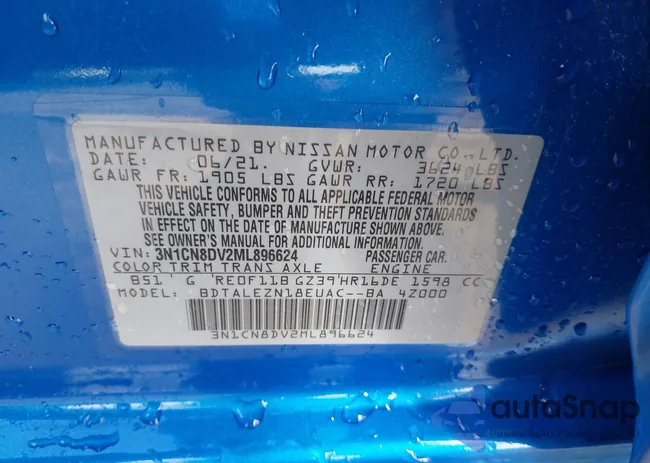 MANUFACTURED BY NISSAN MOTOR CO., LTD.
DATE: 06/21. GVWR: 3624 LBS
GAWR FR: 1905 LBS GAWR RR: 1720 LBS
THIS VEHICLE CONFORMS TO ALL APPLICABLE FEDERAL MOTOR
VEHICLE SAFETY, BUMPER AND THEFT PREVENTION STANDARDS
IN EFFECT ON THE DATE OF MANUFACTURE SHOWN ABOVE.
SEE OWNER'S MANUAL FOR ADDITIONAL INFORMATION.
VIN: 3N1CN8DV2ML896624 PASSENGER CAR.
COLOR TRIM TRANS AXLE ENGINE
B51 G RE0F11B GZ39 HR16DE 1598 CC
MODEL: BDTALEZN18EUAC--BA 4Z000
3N1CN8DV2ML896624
autoSnap